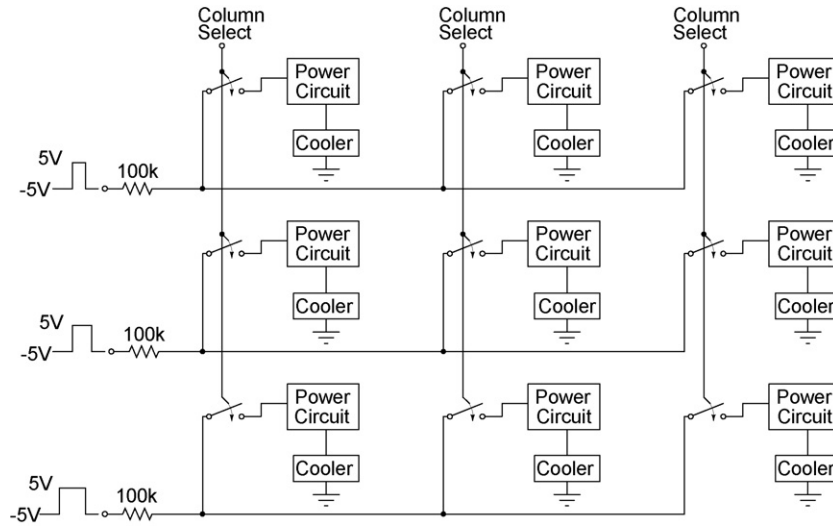 Column
Select
Column
Select
Column
Select
Power
Circuit
Power
Circuit
Power
Circuit
Cooler
Cooler
Cooler
5V
100k
-5V
Power
Circuit
Power
Circuit
Power
Circuit
Cooler
Cooler
Cooler
5V
100k
-5V
Power
Circuit
Power
Circuit
Power
Circuit
Cooler
Cooler
Cooler
5V
100k
-5V